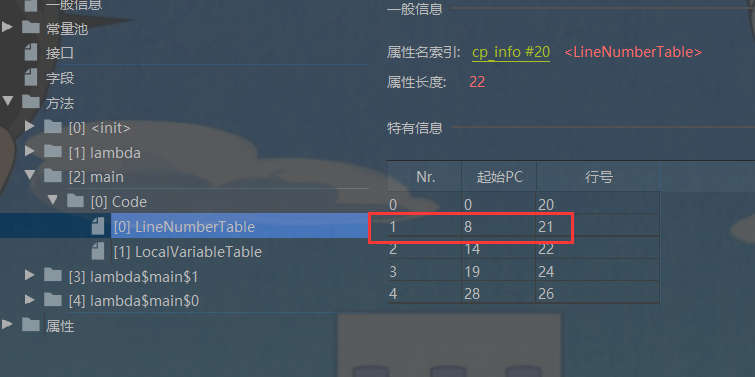 一般信息
常量池
接口
字段
方法
[0] <init>
[1] lambda
[2] main
[0] Code
[0] LineNumberTable
[1] LocalVariableTable
[3] lambda$main$1
[4] lambda$main$0
属性
一般信息
属性名索引: cp_info #20 <LineNumberTable>
属性长度: 22
特有信息
Nr. 起始PC 行号
0 0 20
1 8 21
2 14 22
3 19 24
4 28 26